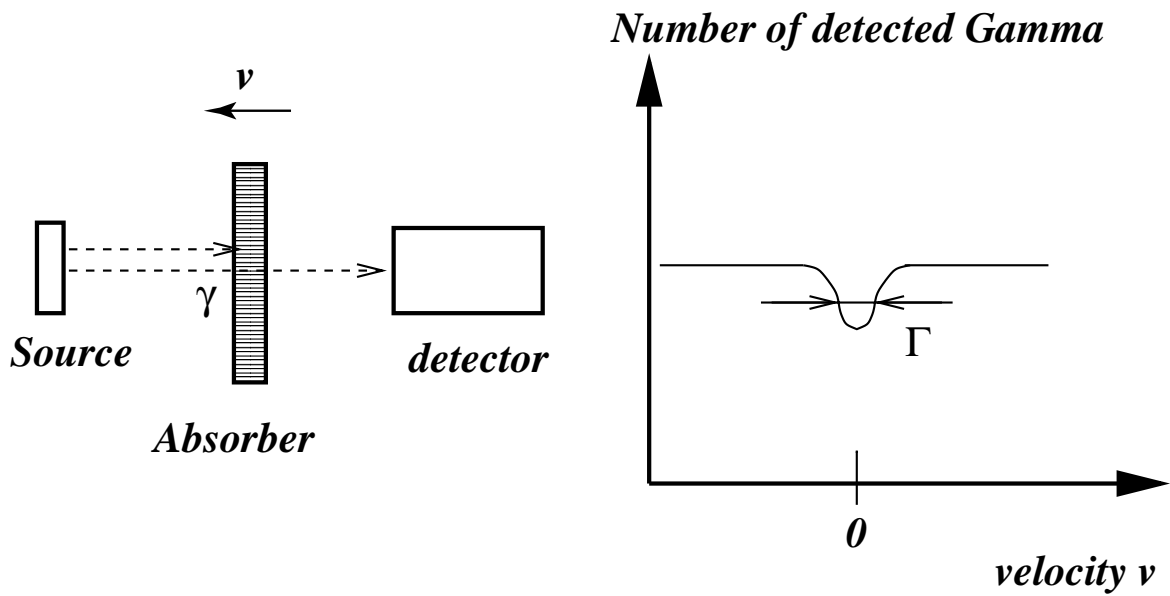 Number of detected Gamma
v
γ
Source
detector
Absorber
Γ
0
velocity v